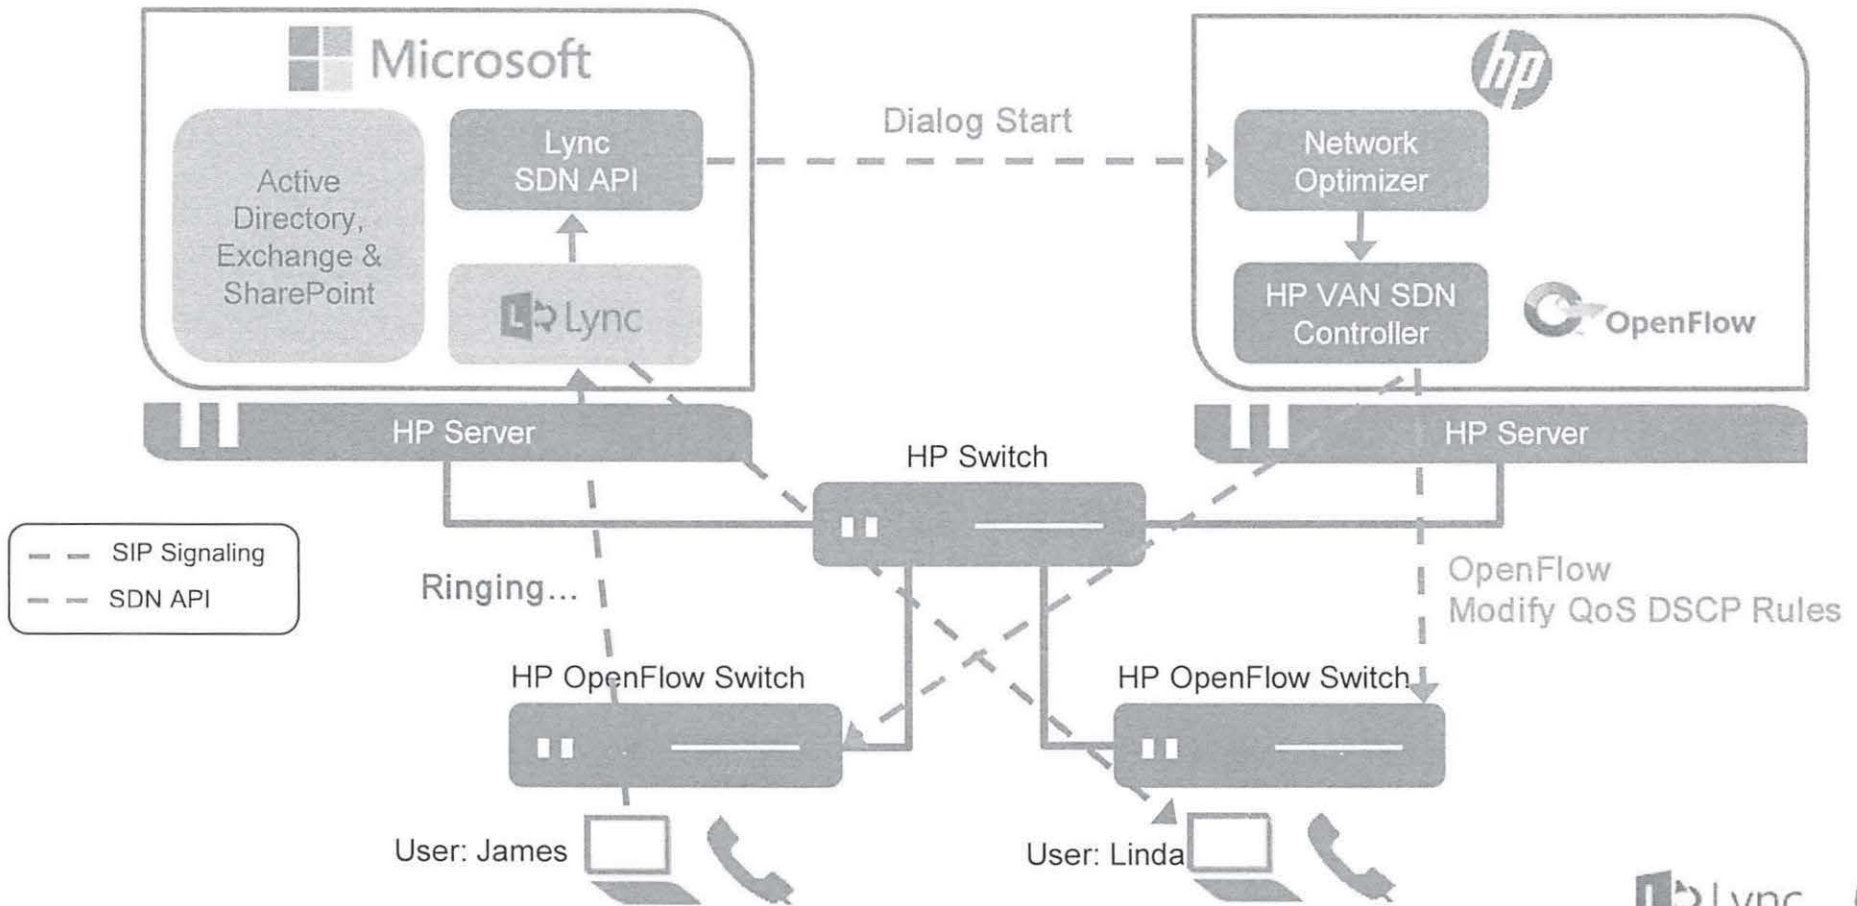 Microsoft
hp
Dialog Start
Lync
SDN API
Network
Optimizer
Active
Directory,
Exchange &
SharePoint
Lync
HP VAN SDN
Controller
OpenFlow
HP Server
HP Server
HP Switch
SIP Signaling
SDN API
Ringing...
OpenFlow
Modify QoS DSCP Rules
HP OpenFlow Switch
HP OpenFlow Switch
User: James
User: Linda
Lync